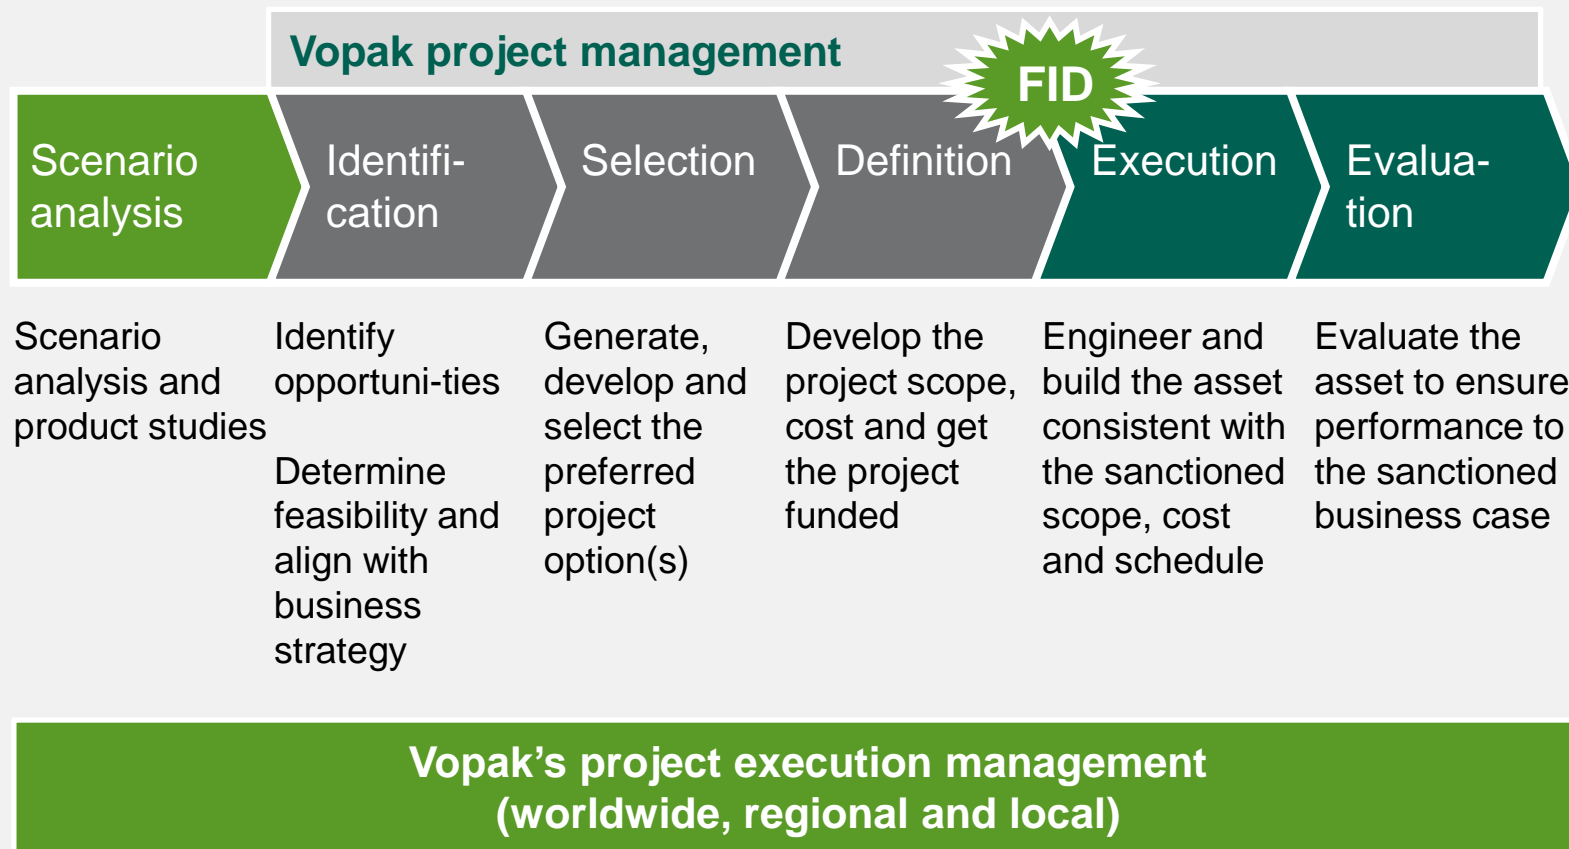 Vopak project management
FID
Scenario
analysis
Identifi-
cation
Selection
Definition
Execution
Evalua-
tion
Scenario
analysis and
product studies
Identify
opportuni-ties
Determine
feasibility and
align with
business
strategy
Generate,
develop and
select the
preferred
project
option(s)
Develop the
project scope,
cost and get
the project
funded
Engineer and
build the asset
consistent with
the sanctioned
scope, cost
and schedule
Evaluate the
asset to ensure
performance to
the sanctioned
business case
Vopak’s project execution management
(worldwide, regional and local)